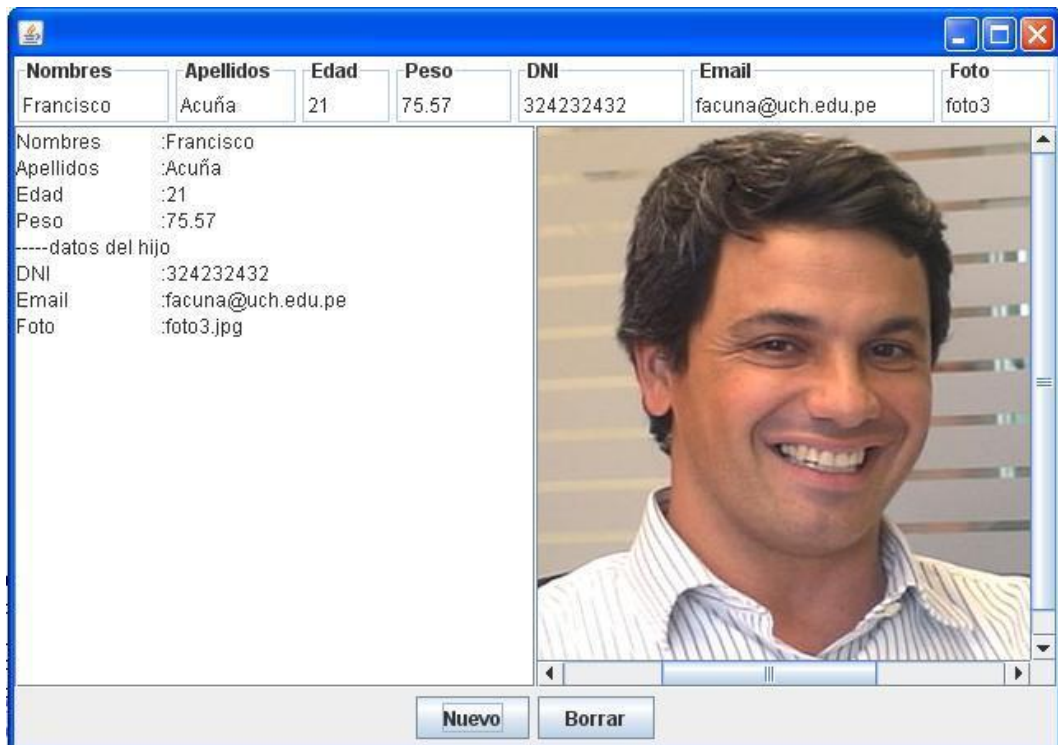 Nombres Apellidos Edad Peso DNI Email Foto
Francisco Acuña 21 75.57 324232432 facuna@uch.edu.pe foto3
Nombres :Francisco
Apellidos :Acuña
Edad :21
Peso :75.57
-----datos del hijo
DNI :324232432
Email :facuna@uch.edu.pe
Foto :foto3.jpg
Nuevo Borrar